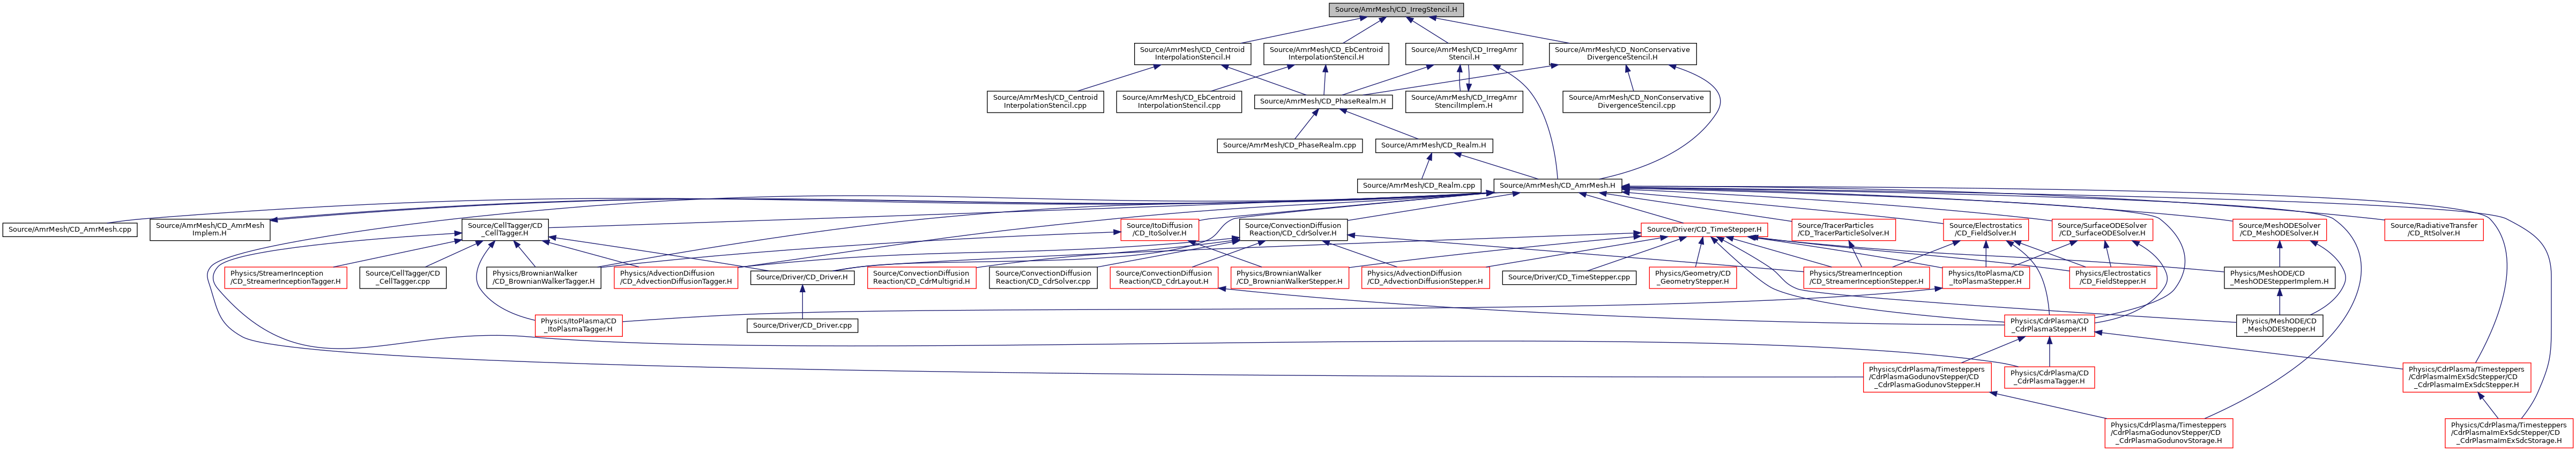 Source/AmrMesh/CD_IrregStencil.H
Source/AmrMesh/CD_Centroid
InterpolationStencil.H
Source/AmrMesh/CD_EbCentroid
InterpolationStencil.H
Source/AmrMesh/CD_IrregAmr
Stencil.H
Source/AmrMesh/CD_NonConservative
DivergenceStencil.H
Source/AmrMesh/CD_Centroid
InterpolationStencil.cpp
Source/AmrMesh/CD_EbCentroid
InterpolationStencil.cpp
Source/AmrMesh/CD_PhaseRealm.H
Source/AmrMesh/CD_IrregAmr
StencilImplem.H
Source/AmrMesh/CD_NonConservative
DivergenceStencil.cpp
Source/AmrMesh/CD_PhaseRealm.cpp
Source/AmrMesh/CD_Realm.H
Source/AmrMesh/CD_Realm.cpp
Source/AmrMesh/CD_AmrMesh.H
Source/AmrMesh/CD_AmrMesh.cpp
Source/AmrMesh/CD_AmrMesh
Implem.H
Source/CellTagger/CD
_CellTagger.H
Source/ItoDiffusion
/CD_ItoSolver.H
Source/ConvectionDiffusion
Reaction/CD_CdrSolver.H
Source/Driver/CD_TimeStepper.H
Source/TracerParticles
/CD_TracerParticleSolver.H
Source/Electrostatics
/CD_FieldSolver.H
Source/SurfaceODESolver
/CD_SurfaceODESolver.H
Source/MeshODESolver
/CD_MeshODESolver.H
Source/RadiativeTransfer
/CD_RtSolver.H
Physics/StreamerInception
/CD_StreamerInceptionTagger.H
Source/CellTagger/CD
_CellTagger.cpp
Physics/BrownianWalker
/CD_BrownianWalkerTagger.H
Physics/AdvectionDiffusion
/CD_AdvectionDiffusionTagger.H
Source/Driver/CD_Driver.H
Source/ConvectionDiffusion
Reaction/CD_CdrMultigrid.H
Source/ConvectionDiffusion
Reaction/CD_CdrSolver.cpp
Source/ConvectionDiffusion
Reaction/CD_CdrLayout.H
Physics/BrownianWalker
/CD_BrownianWalkerStepper.H
Physics/AdvectionDiffusion
/CD_AdvectionDiffusionStepper.H
Source/Driver/CD_TimeStepper.cpp
Physics/Geometry/CD
_GeometryStepper.H
Physics/StreamerInception
/CD_StreamerInceptionStepper.H
Physics/ItoPlasma/CD
_ItoPlasmaStepper.H
Physics/Electrostatics
/CD_FieldStepper.H
Physics/MeshODE/CD
_MeshODEStepperImplem.H
Physics/ItoPlasma/CD
_ItoPlasmaTagger.H
Source/Driver/CD_Driver.cpp
Physics/CdrPlasma/CD
_CdrPlasmaStepper.H
Physics/MeshODE/CD
_MeshODEStepper.H
Physics/CdrPlasma/Timesteppers
/CdrPlasmaGodunovStepper/CD
_CdrPlasmaGodunovStepper.H
Physics/CdrPlasma/CD
_CdrPlasmaTagger.H
Physics/CdrPlasma/Timesteppers
/CdrPlasmaImExSdcStepper/CD
_CdrPlasmaImExSdcStepper.H
Physics/CdrPlasma/Timesteppers
/CdrPlasmaGodunovStepper/CD
_CdrPlasmaGodunovStorage.H
Physics/CdrPlasma/Timesteppers
/CdrPlasmaImExSdcStepper/CD
_CdrPlasmaImExSdcStorage.H